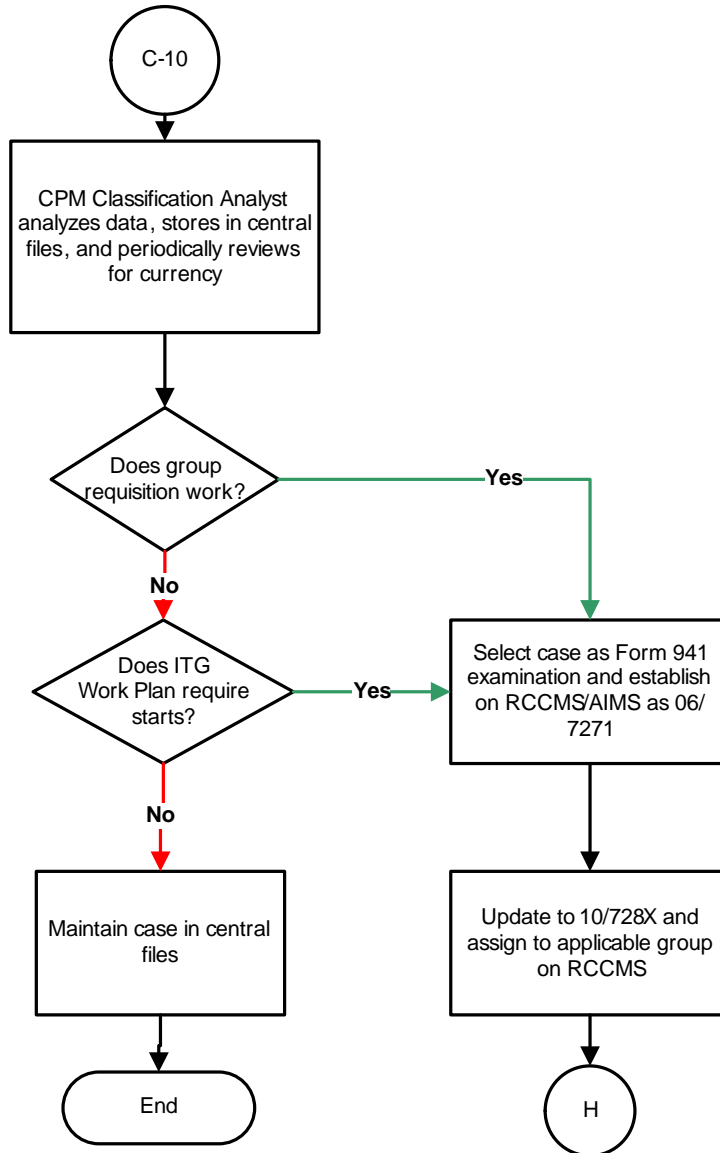 C-10
CPM Classification Analyst
analyzes data, stores in central
files, and periodically reviews
for currency
Does group
requisition work?
Yes
No
Does ITG
Work Plan require
starts?
Yes
Select case as Form 941
examination and establish
on RCCMS/AIMS as 06/
7271
No
Maintain case in central
files
Update to 10/728X and
assign to applicable group
on RCCMS
End
H